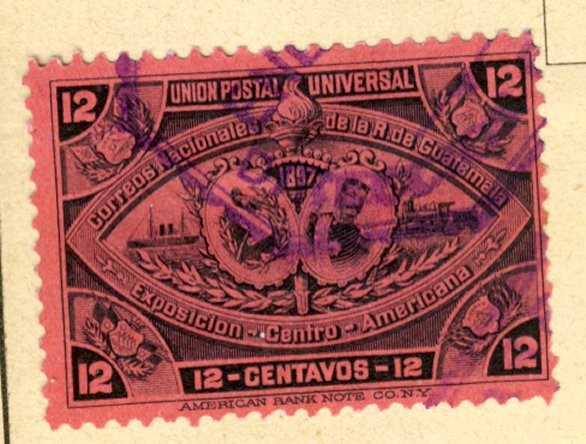 12 UNION POSTAL UNIVERSAL 12
Correos Nacionales de la R. de Guatemala
1897
Exposicion - Centro - Americana
12 12-CENTAVOS-12 12
AMERICAN BANK NOTE CO. N.Y.